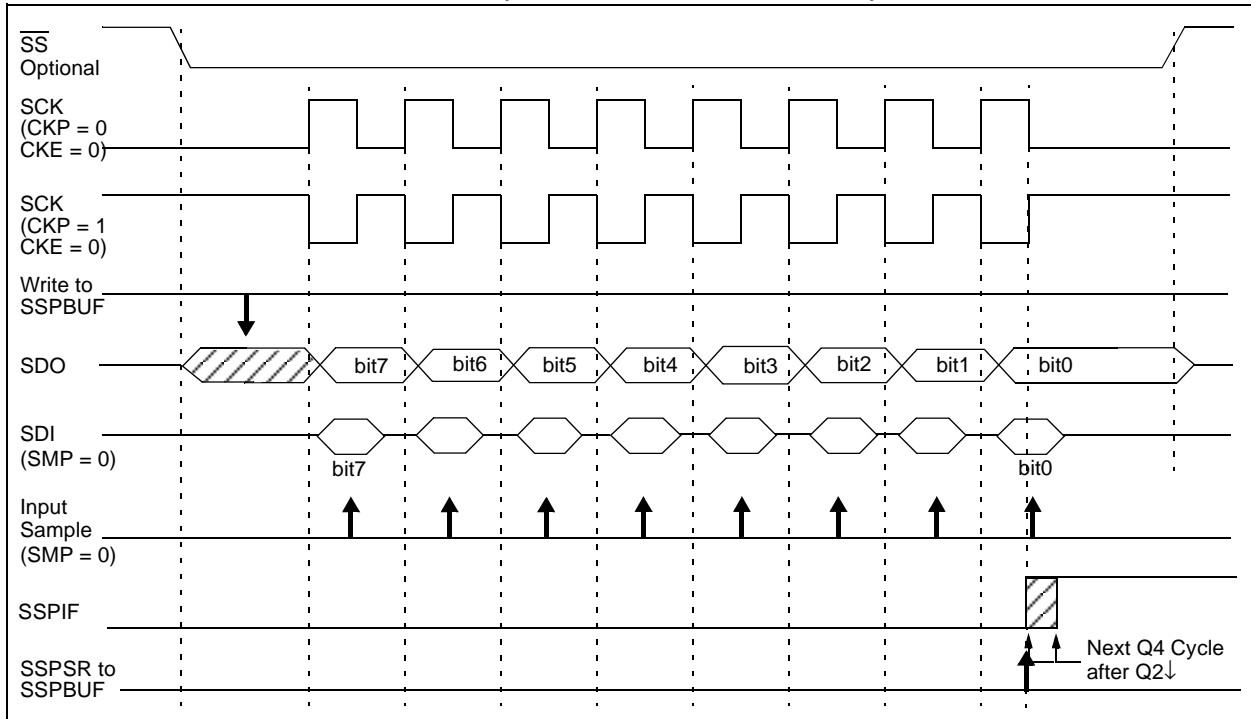 SS
Optional
SCK
(CKP = 0
CKE = 0)
SCK
(CKP = 1
CKE = 0)
Write to
SSPBUF
SDO
bit7
bit6
bit5
bit4
bit3
bit2
bit1
bit0
SDI
(SMP = 0)
bit7
bit0
Input
Sample
(SMP = 0)
SSPIF
Next Q4 Cycle
after Q2↓
SSPSR to
SSPBUF